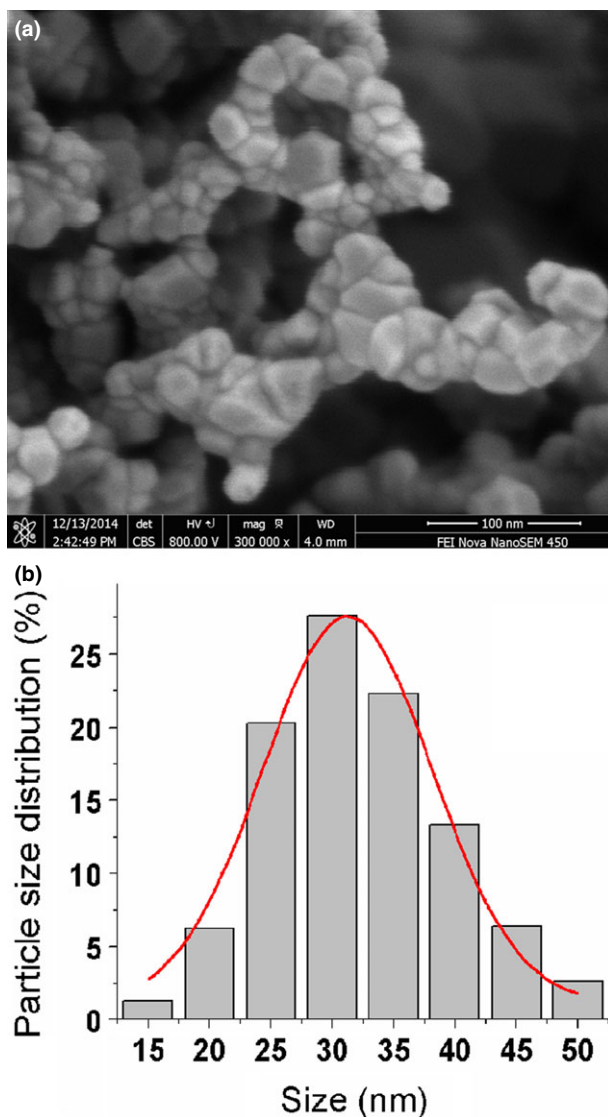 (a)
12/13/2014 det HV mag WD 100 nm
2:42:49 PM CBS 800.00 V 300 000 x 4.0 mm FEI Nova NanoSEM 450
(b)
Particle size distribution (%)
25
20
15
10
5
0
15 20 25 30 35 40 45 50
Size (nm)